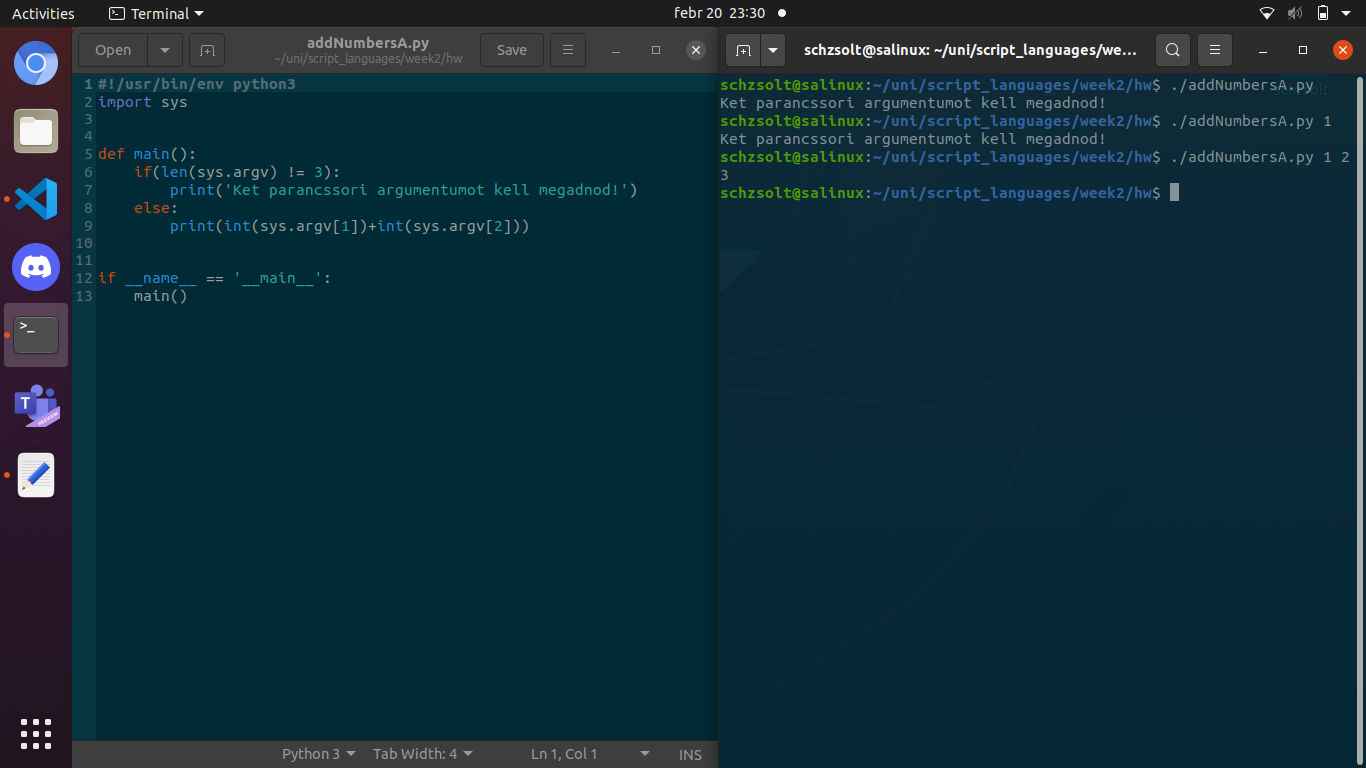 Activities
Terminal
febr 20 23:30
Open
addNumbersA.py
~/uni/script_languages/week2/hw
Save
1 #!/usr/bin/env python3
2 import sys
3
4
5 def main():
6     if(len(sys.argv) != 3):
7         print('Ket parancssori argumentumot kell megadnod!')
8     else:
9         print(int(sys.argv[1])+int(sys.argv[2]))
10
11
12 if __name__ == '__main__':
13     main()
Python 3
Tab Width: 4
Ln 1, Col 1
INS
schzsolt@salinux: ~/uni/script_languages/we...
schzsolt@salinux:~/uni/script_languages/week2/hw$ ./addNumbersA.py
Ket parancssori argumentumot kell megadnod!
schzsolt@salinux:~/uni/script_languages/week2/hw$ ./addNumbersA.py 1
Ket parancssori argumentumot kell megadnod!
schzsolt@salinux:~/uni/script_languages/week2/hw$ ./addNumbersA.py 1 2
3
schzsolt@salinux:~/uni/script_languages/week2/hw$
>_
T
PREVIEW